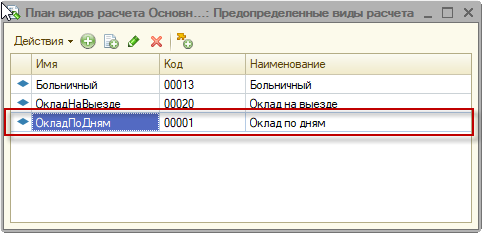 План видов расчета Основн...: Предопределенные виды расчета
Действия
Имя Код Наименование
Больничный 00013 Больничный
ОкладНаВыезде 00020 Оклад на выезде
ОкладПоДням 00001 Оклад по дням